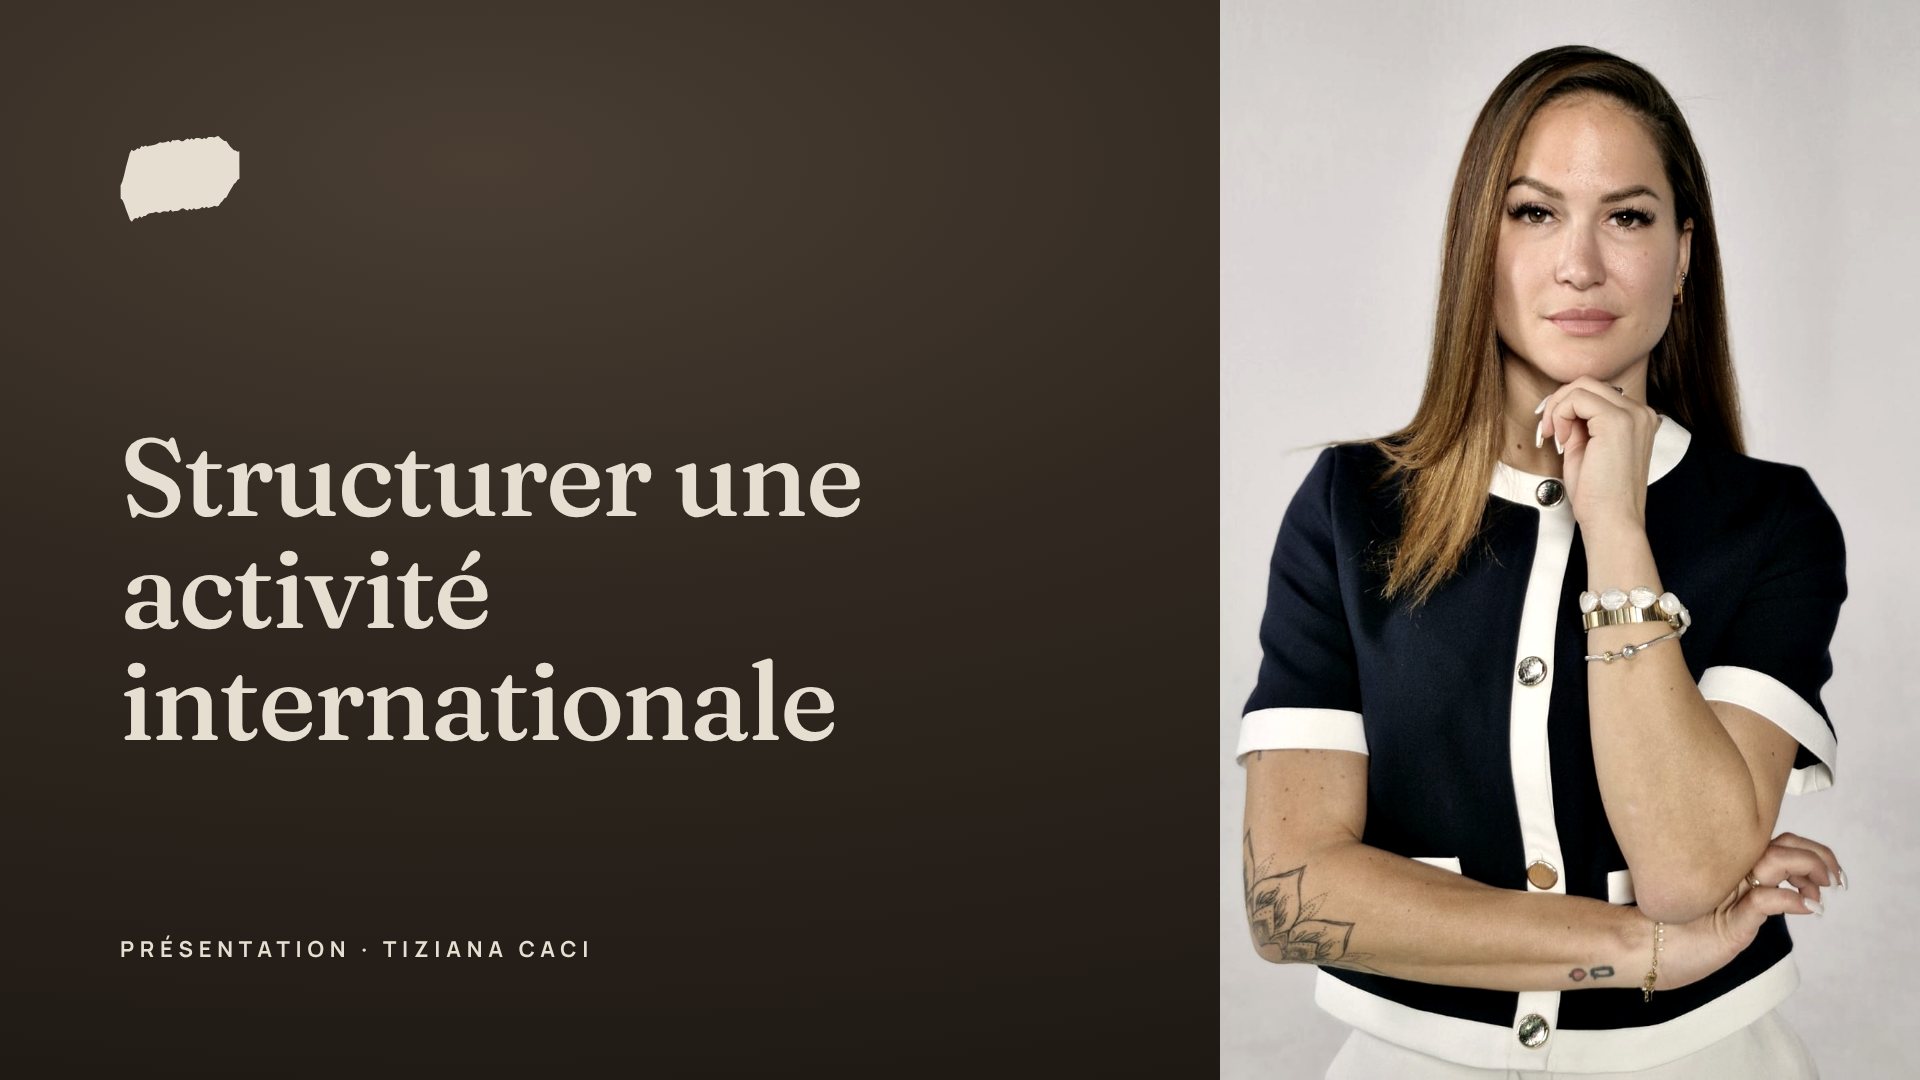 Structurer une
activité
internationale
PRÉSENTATION · TIZIANA CACI